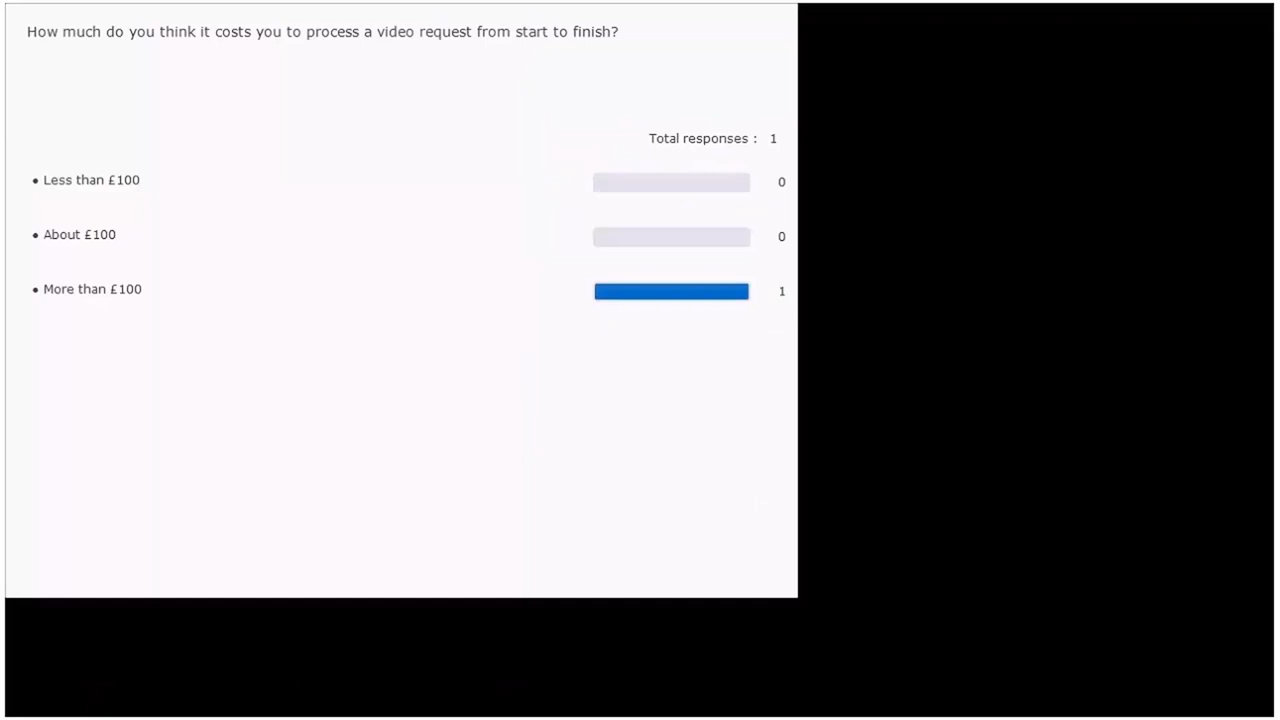 How much do you think it costs you to process a video request from start to finish?
Total responses : 1
• Less than £100 0
• About £100 0
• More than £100 1